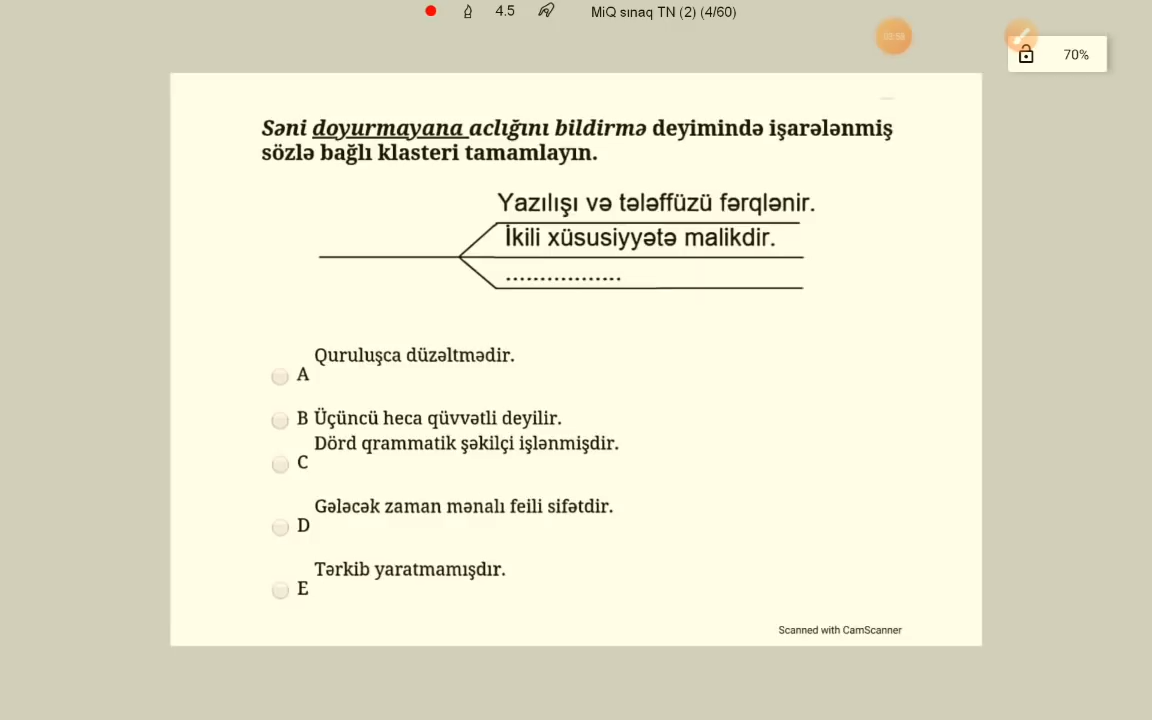 4.5 MiQ sınaq TN (2) (4/60)
70%
Səni doyurmayana aclığını bildirmə deyimində işarələnmiş
sözlə bağlı klasteri tamamlayın.
Yazılışı və tələffüzü fərqlənir.
İkili xüsusiyyətə malikdir.
.................
Quruluşca düzəltmədir.
A
B Üçüncü heca qüvvətli deyilir.
Dörd qrammatik şəkilçi işlənmişdir.
C
Gələcək zaman mənalı feili sifətdir.
D
Tərkib yaratmamışdır.
E
Scanned with CamScanner